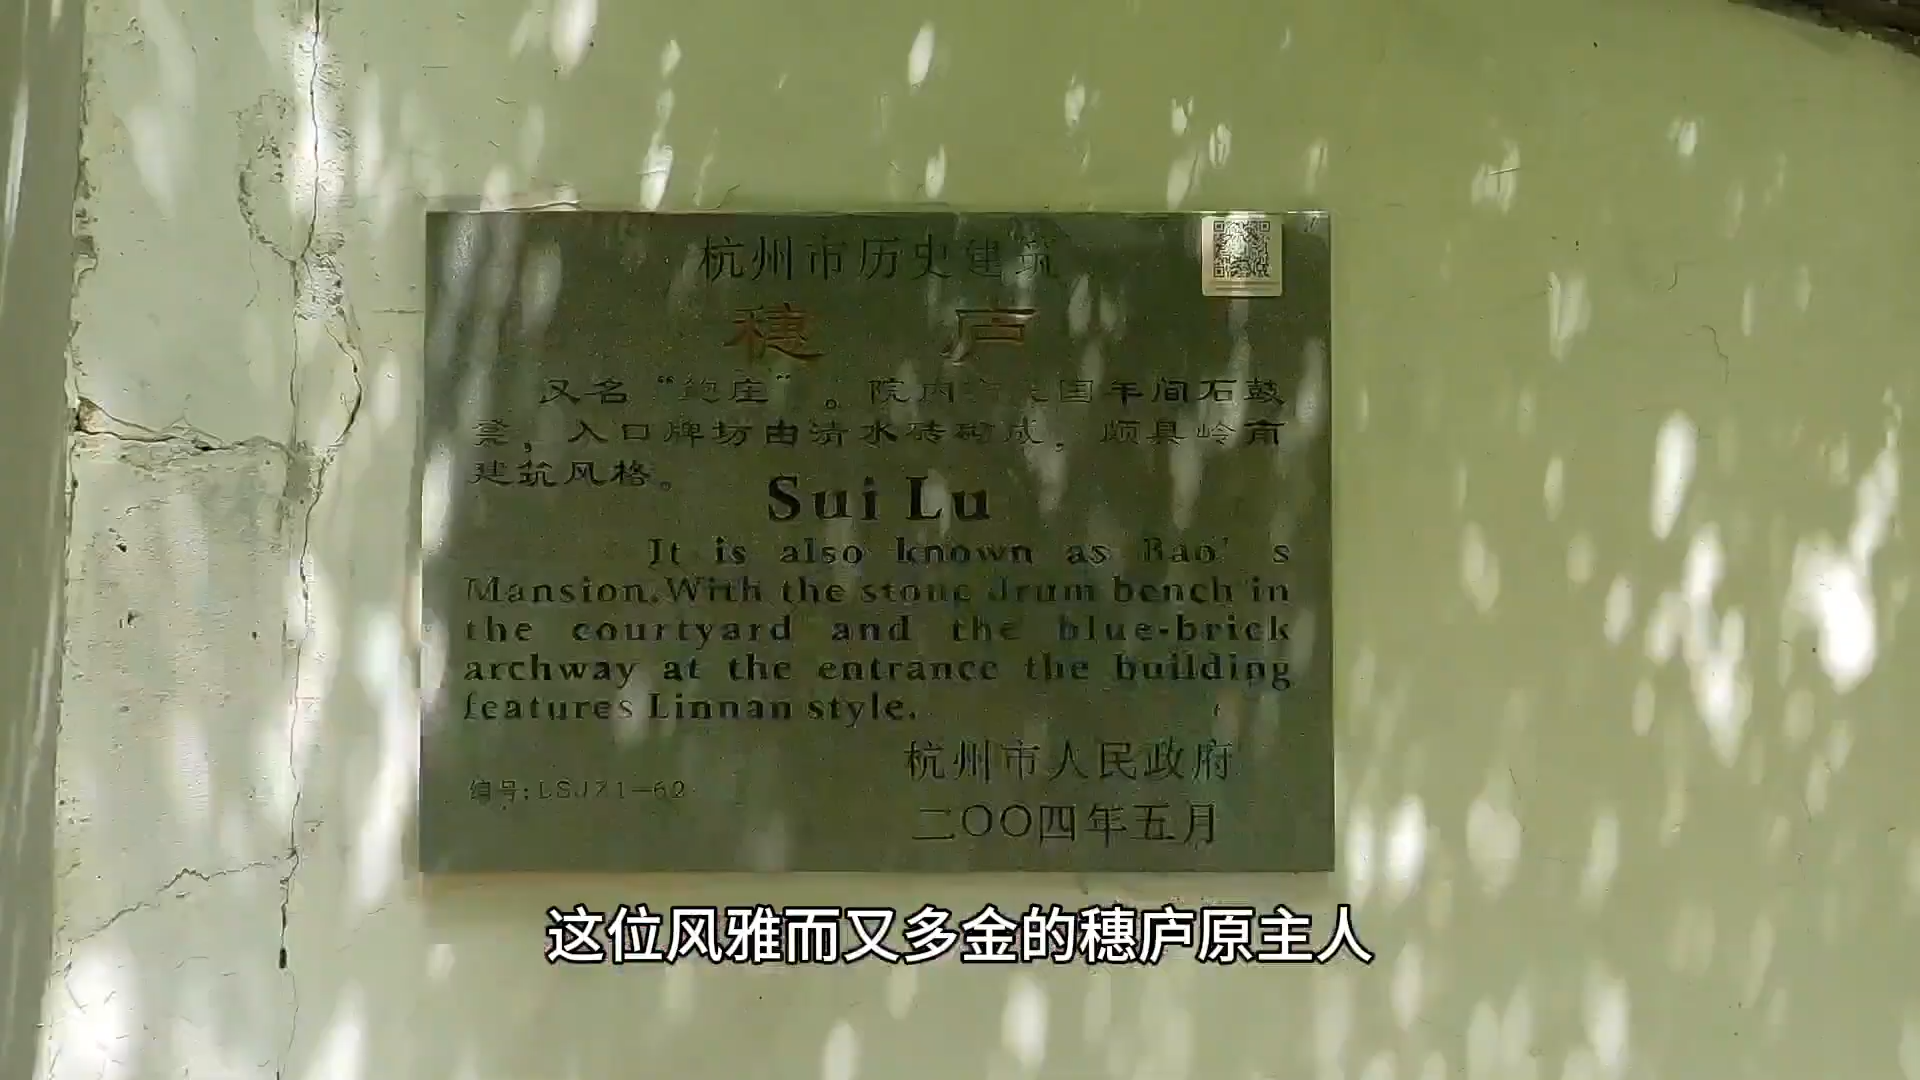 杭州市历史建筑
穗 庐
又名“鲍庄”。院内有民国年间石鼓
凳，入口牌坊由清水砖砌成，颇具岭南
建筑风格。
Sui Lu
It is also known as Bao's
Mansion.With the stone drum bench in
the courtyard and the blue-brick
archway at the entrance the building
features Linnan style.
杭州市人民政府
编号:LSJZ1-62
二〇〇四年五月
这位风雅而又多金的穗庐原主人